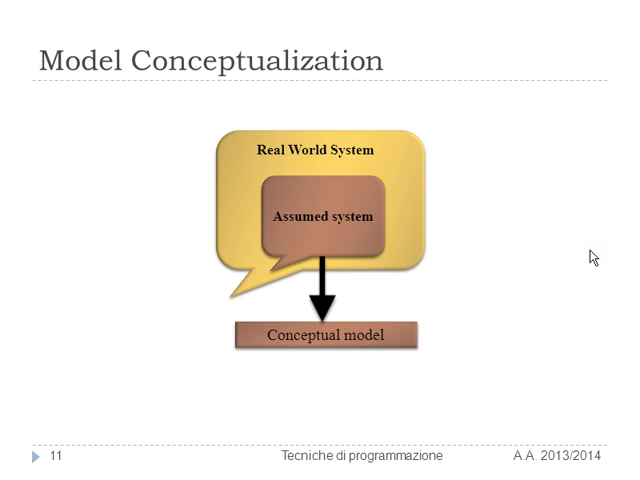 Model Conceptualization
Real World System
Assumed system
Conceptual model
11
Tecniche di programmazione
A.A. 2013/2014